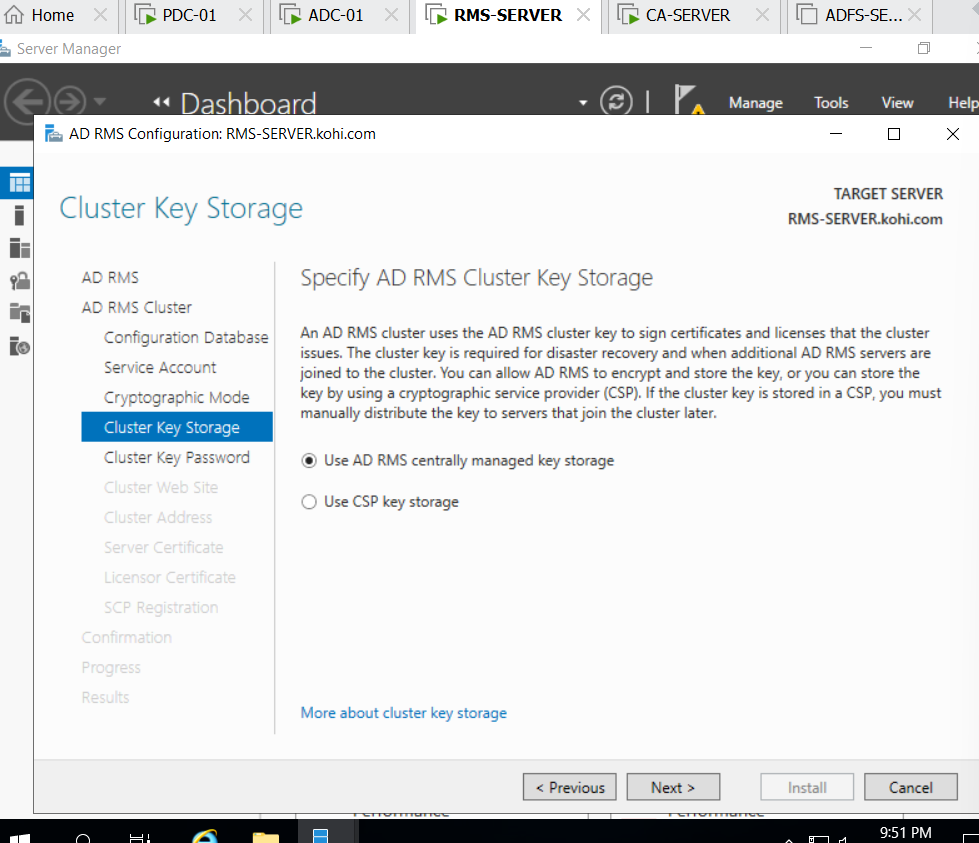 Home
PDC-01
ADC-01
RMS-SERVER
CA-SERVER
ADFS-SE...
Server Manager
Dashboard
Manage
Tools
View
Help
AD RMS Configuration: RMS-SERVER.kohi.com
Cluster Key Storage
TARGET SERVER
RMS-SERVER.kohi.com
AD RMS
AD RMS Cluster
Configuration Database
Service Account
Cryptographic Mode
Cluster Key Storage
Cluster Key Password
Cluster Web Site
Cluster Address
Server Certificate
Licensor Certificate
SCP Registration
Confirmation
Progress
Results
Specify AD RMS Cluster Key Storage
An AD RMS cluster uses the AD RMS cluster key to sign certificates and licenses that the cluster
issues. The cluster key is required for disaster recovery and when additional AD RMS servers are
joined to the cluster. You can allow AD RMS to encrypt and store the key, or you can store the
key by using a cryptographic service provider (CSP). If the cluster key is stored in a CSP, you must
manually distribute the key to servers that join the cluster later.
Use AD RMS centrally managed key storage
Use CSP key storage
More about cluster key storage
< Previous
Next >
Install
Cancel
Performance
Performance
9:51 PM